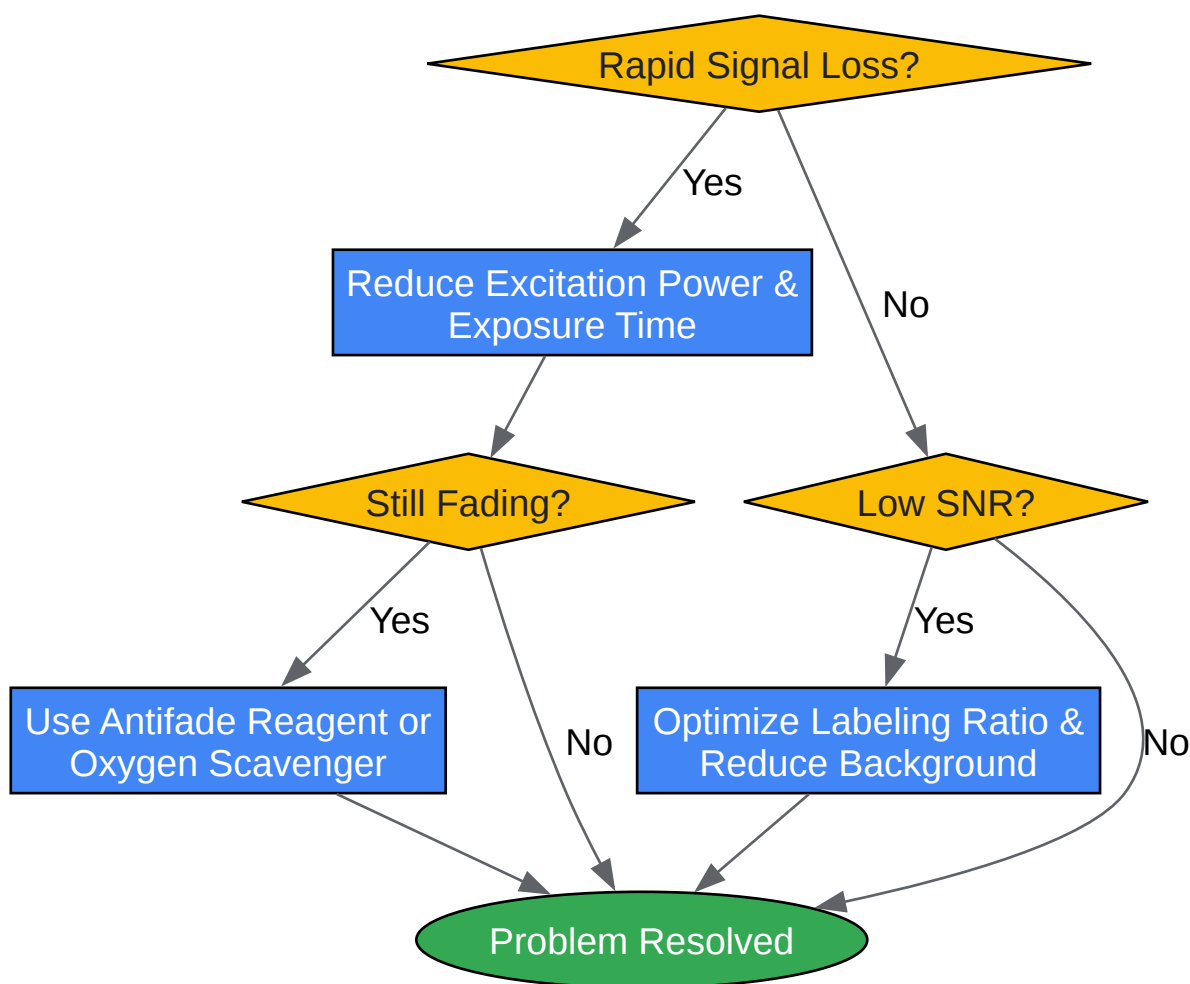 Rapid Signal Loss?
Yes
Reduce Excitation Power &
Exposure Time
No
Still Fading?
Low SNR?
Yes
Yes
Use Antifade Reagent or
Oxygen Scavenger
No
Optimize Labeling Ratio &
Reduce Background
No
Problem Resolved